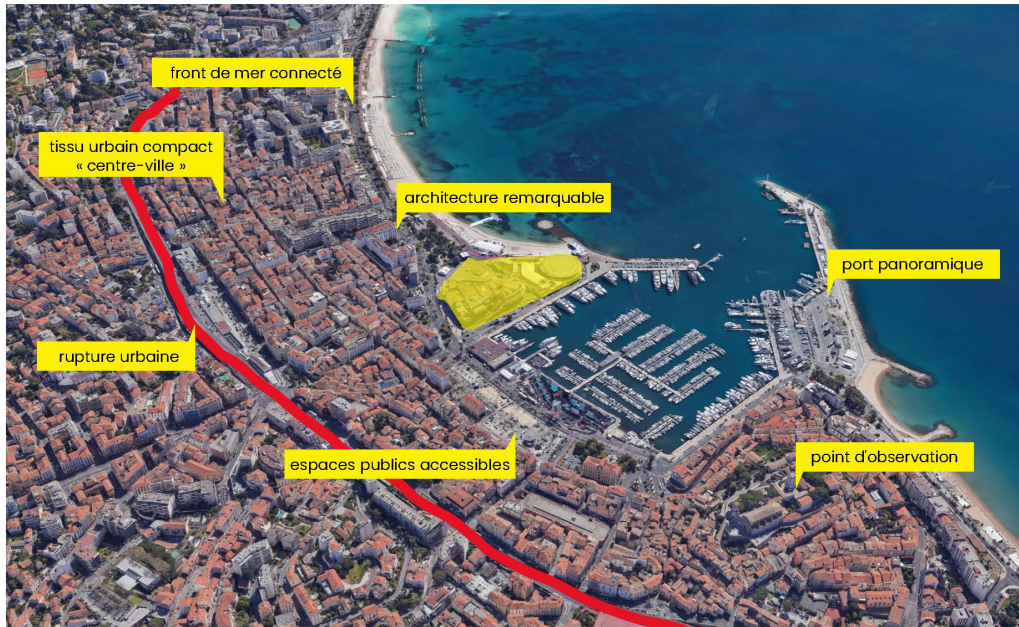 front de mer connecté
tissu urbain compact
« centre-ville »
architecture remarquable
port panoramique
rupture urbaine
espaces publics accessibles
point d'observation